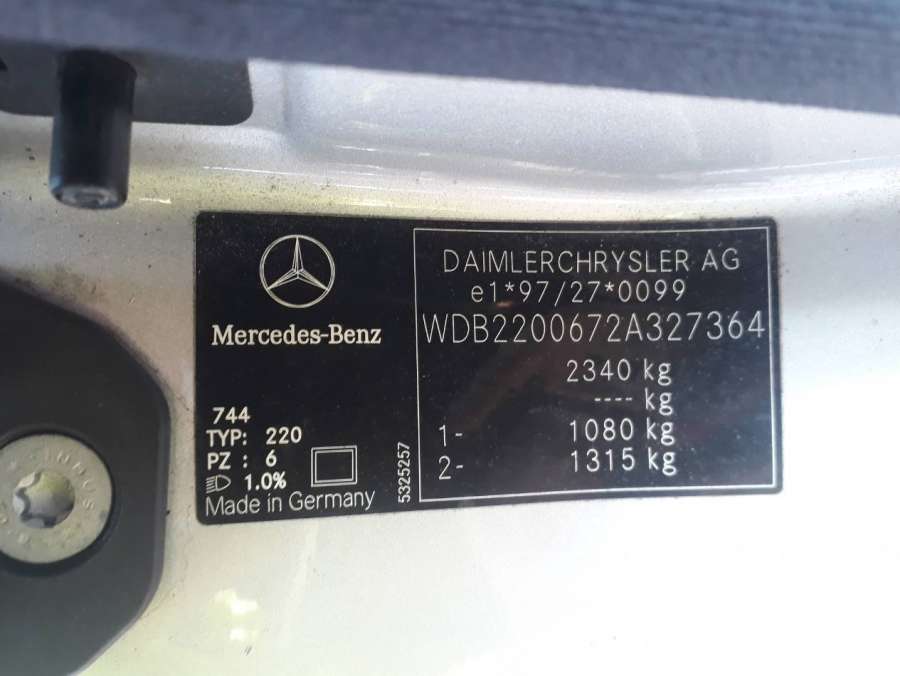 Mercedes-Benz
744
TYP: 220
PZ : 6
1.0%
Made in Germany
5325257
DAIMLERCHRYSLER AG
e1*97/27*0099
WDB2200672A327364
2340 kg
---- kg
1- 1080 kg
2- 1315 kg